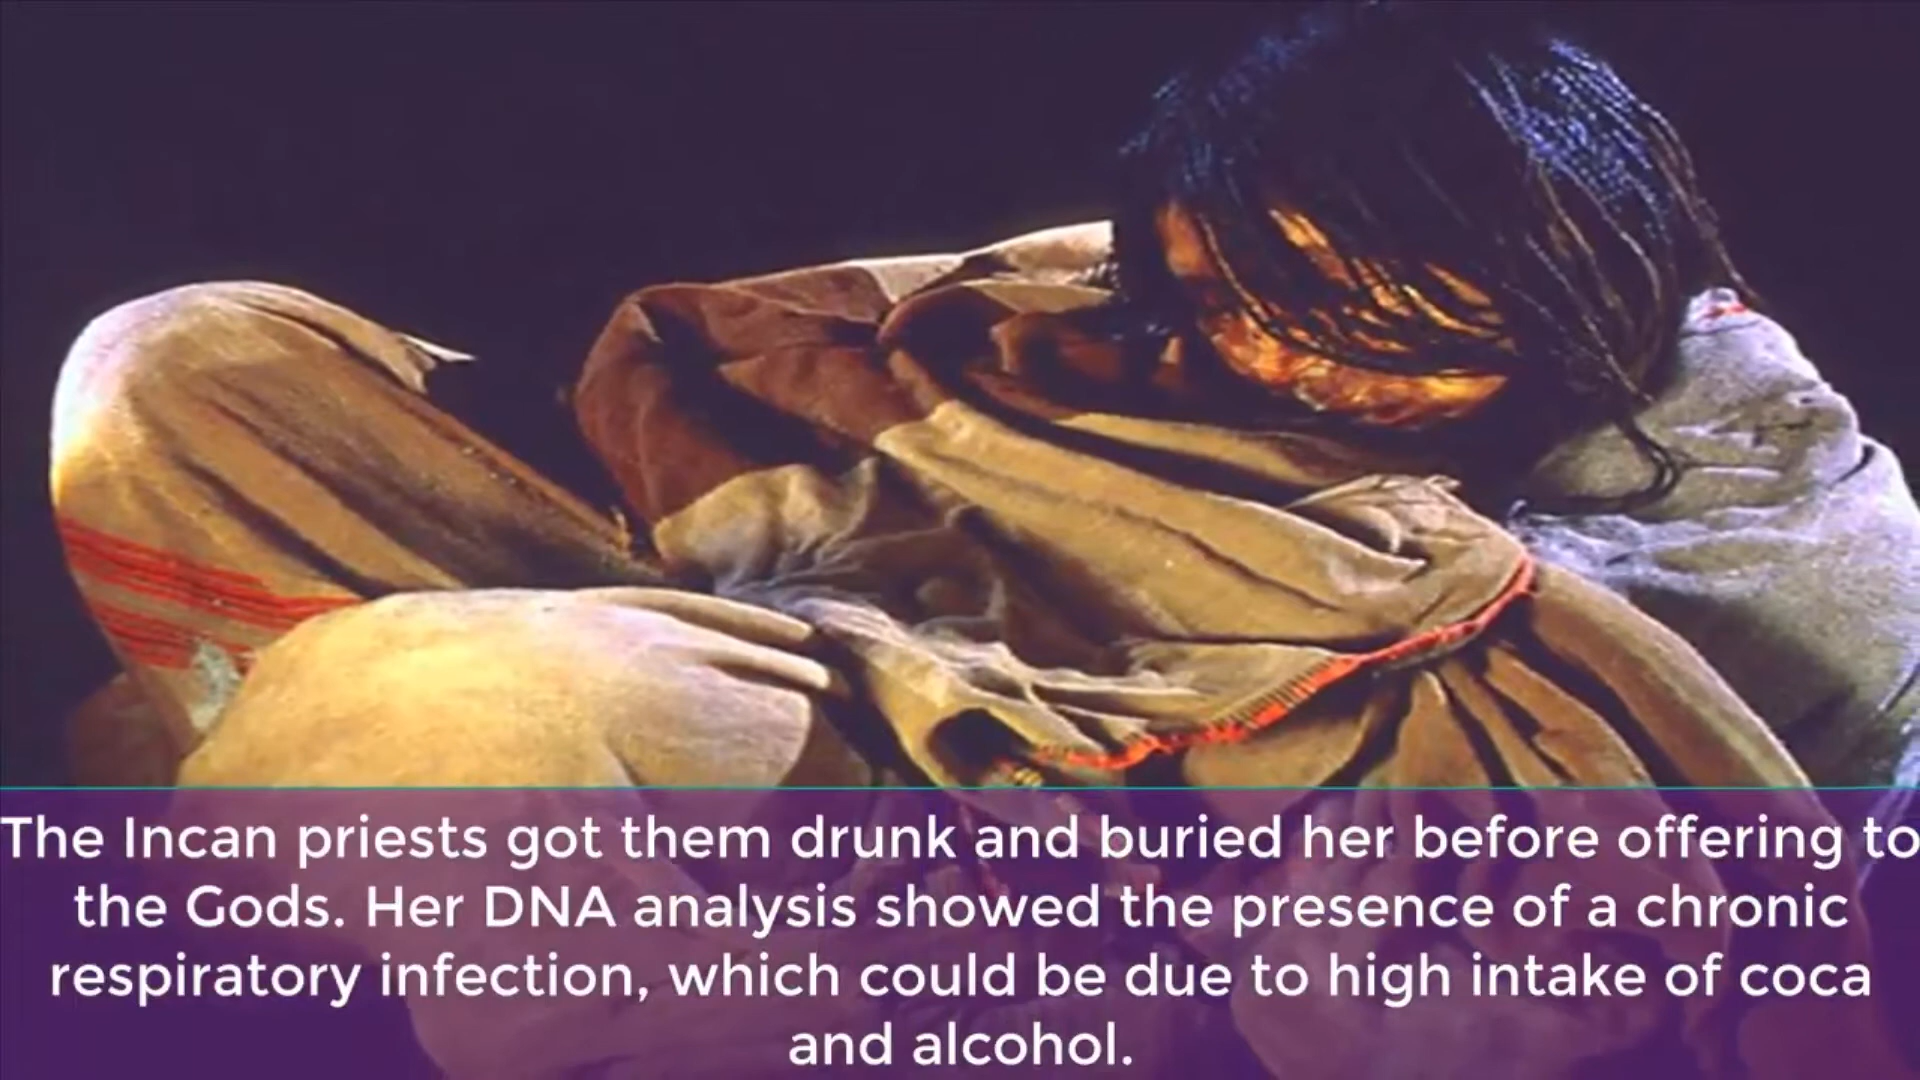 The Incan priests got them drunk and buried her before offering to
the Gods. Her DNA analysis showed the presence of a chronic
respiratory infection, which could be due to high intake of coca
and alcohol.